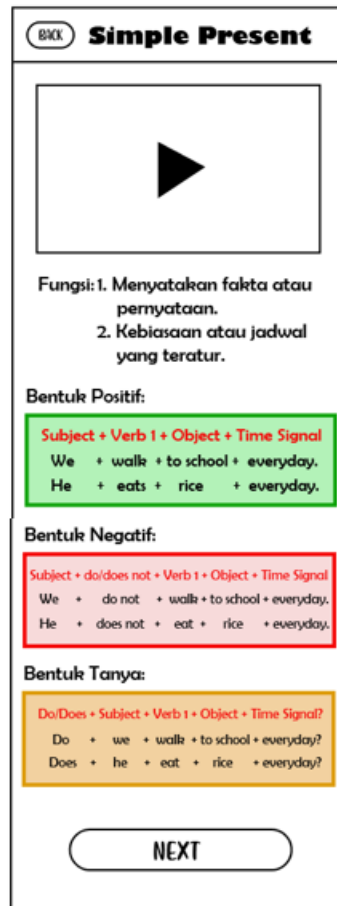 BACK Simple Present
Fungsi: 1. Menyatakan fakta atau
pernyataan.
2. Kebiasaan atau jadwal
yang teratur.
Bentuk Positif:
Subject + Verb 1 + Object + Time Signal
We + walk + to school + everyday.
He + eats + rice + everyday.
Bentuk Negatif:
Subject + do/does not + Verb 1 + Object + Time Signal
We + do not + walk + to school + everyday.
He + does not + eat + rice + everyday.
Bentuk Tanya:
Do/Does + Subject + Verb 1 + Object + Time Signal?
Do + we + walk + to school + everyday?
Does + he + eat + rice + everyday?
NEXT